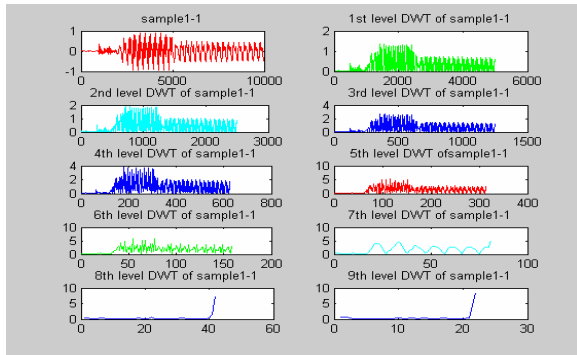 sample1-1
1
0
-1
0 5000 10000
1st level DWT of sample1-1
2
1
0
0 2000 4000 6000
2nd level DWT of sample1-1
2
1
0
0 1000 2000 3000
3rd level DWT of sample1-1
4
2
0
0 500 1000 1500
4th level DWT of sample1-1
4
2
0
0 200 400 600 800
5th level DWT ofsample1-1
10
5
0
0 100 200 300 400
6th level DWT of sample1-1
10
5
0
0 50 100 150 200
7th level DWT of sample1-1
10
5
0
0 50 100
8th level DWT of sample1-1
10
5
0
0 20 40 60
9th level DWT of sample1-1
10
5
0
0 10 20 30